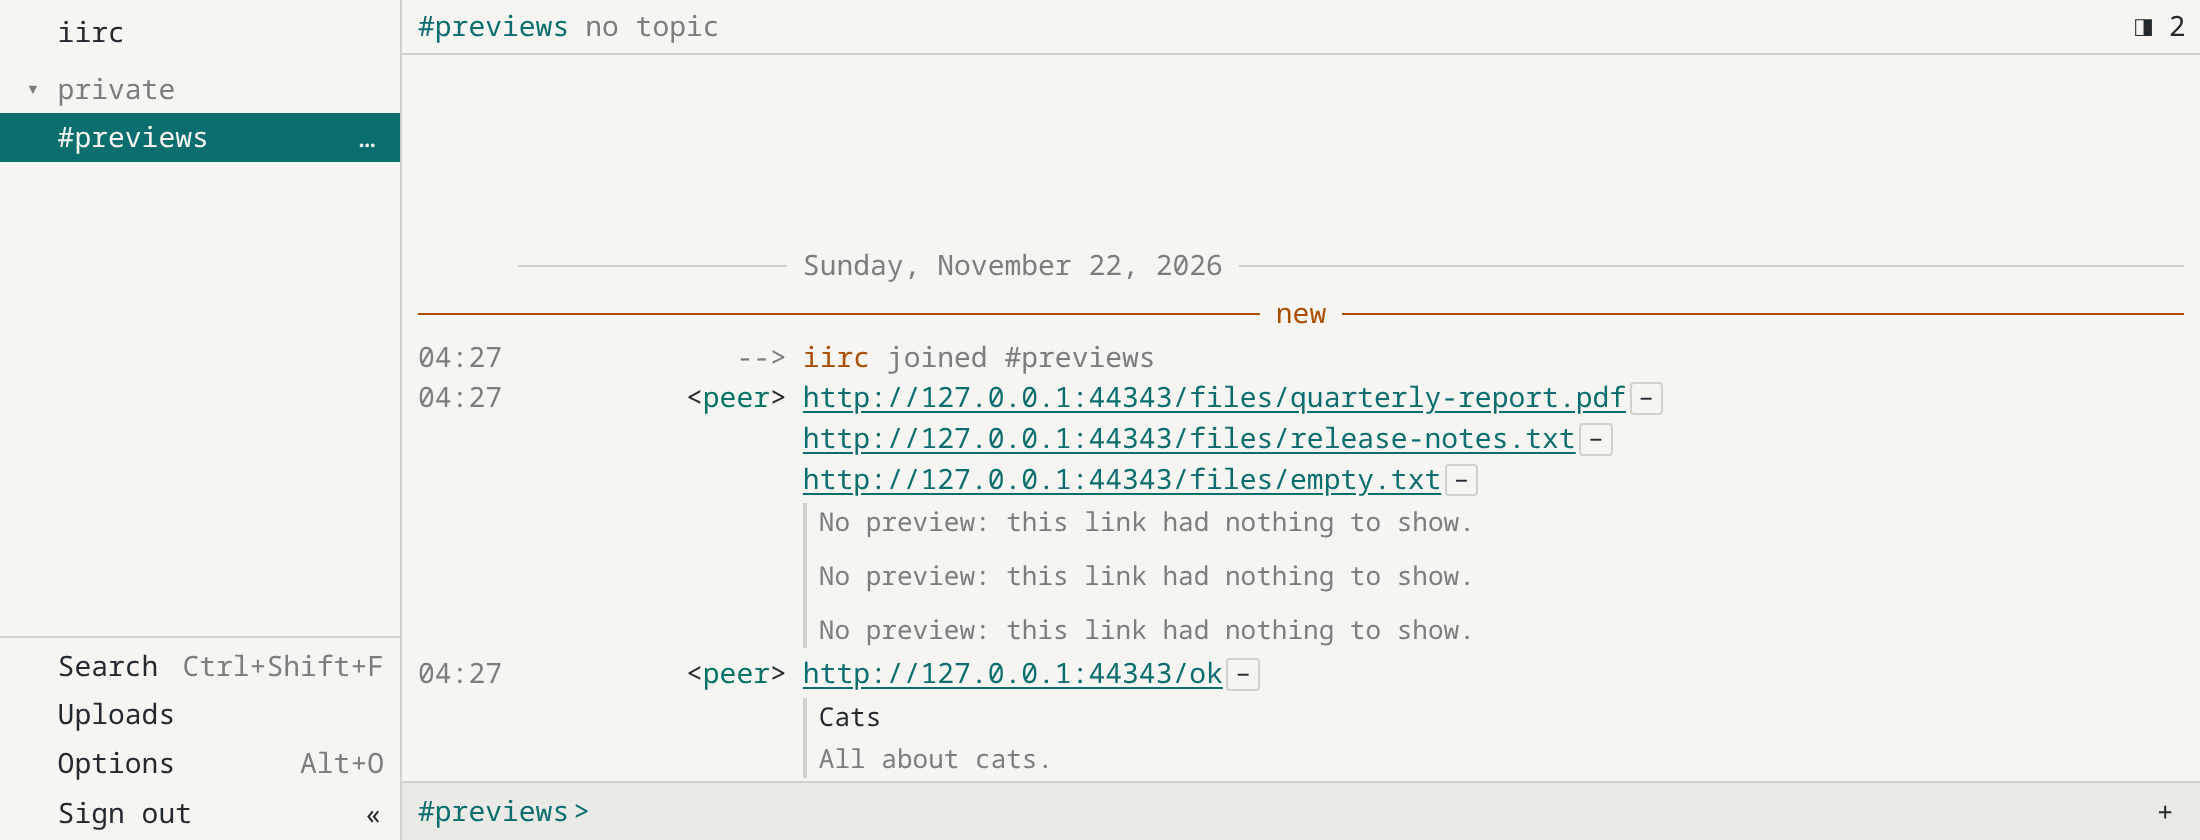 iirc
▾ private
#previews …
Search Ctrl+Shift+F
Uploads
Options Alt+O
Sign out «
#previews no topic ◨ 2
Sunday, November 22, 2026
new
04:27 --> iirc joined #previews
04:27 <peer> http://127.0.0.1:44343/files/quarterly-report.pdf −
http://127.0.0.1:44343/files/release-notes.txt −
http://127.0.0.1:44343/files/empty.txt −
No preview: this link had nothing to show.
No preview: this link had nothing to show.
No preview: this link had nothing to show.
04:27 <peer> http://127.0.0.1:44343/ok −
Cats
All about cats.
#previews> +